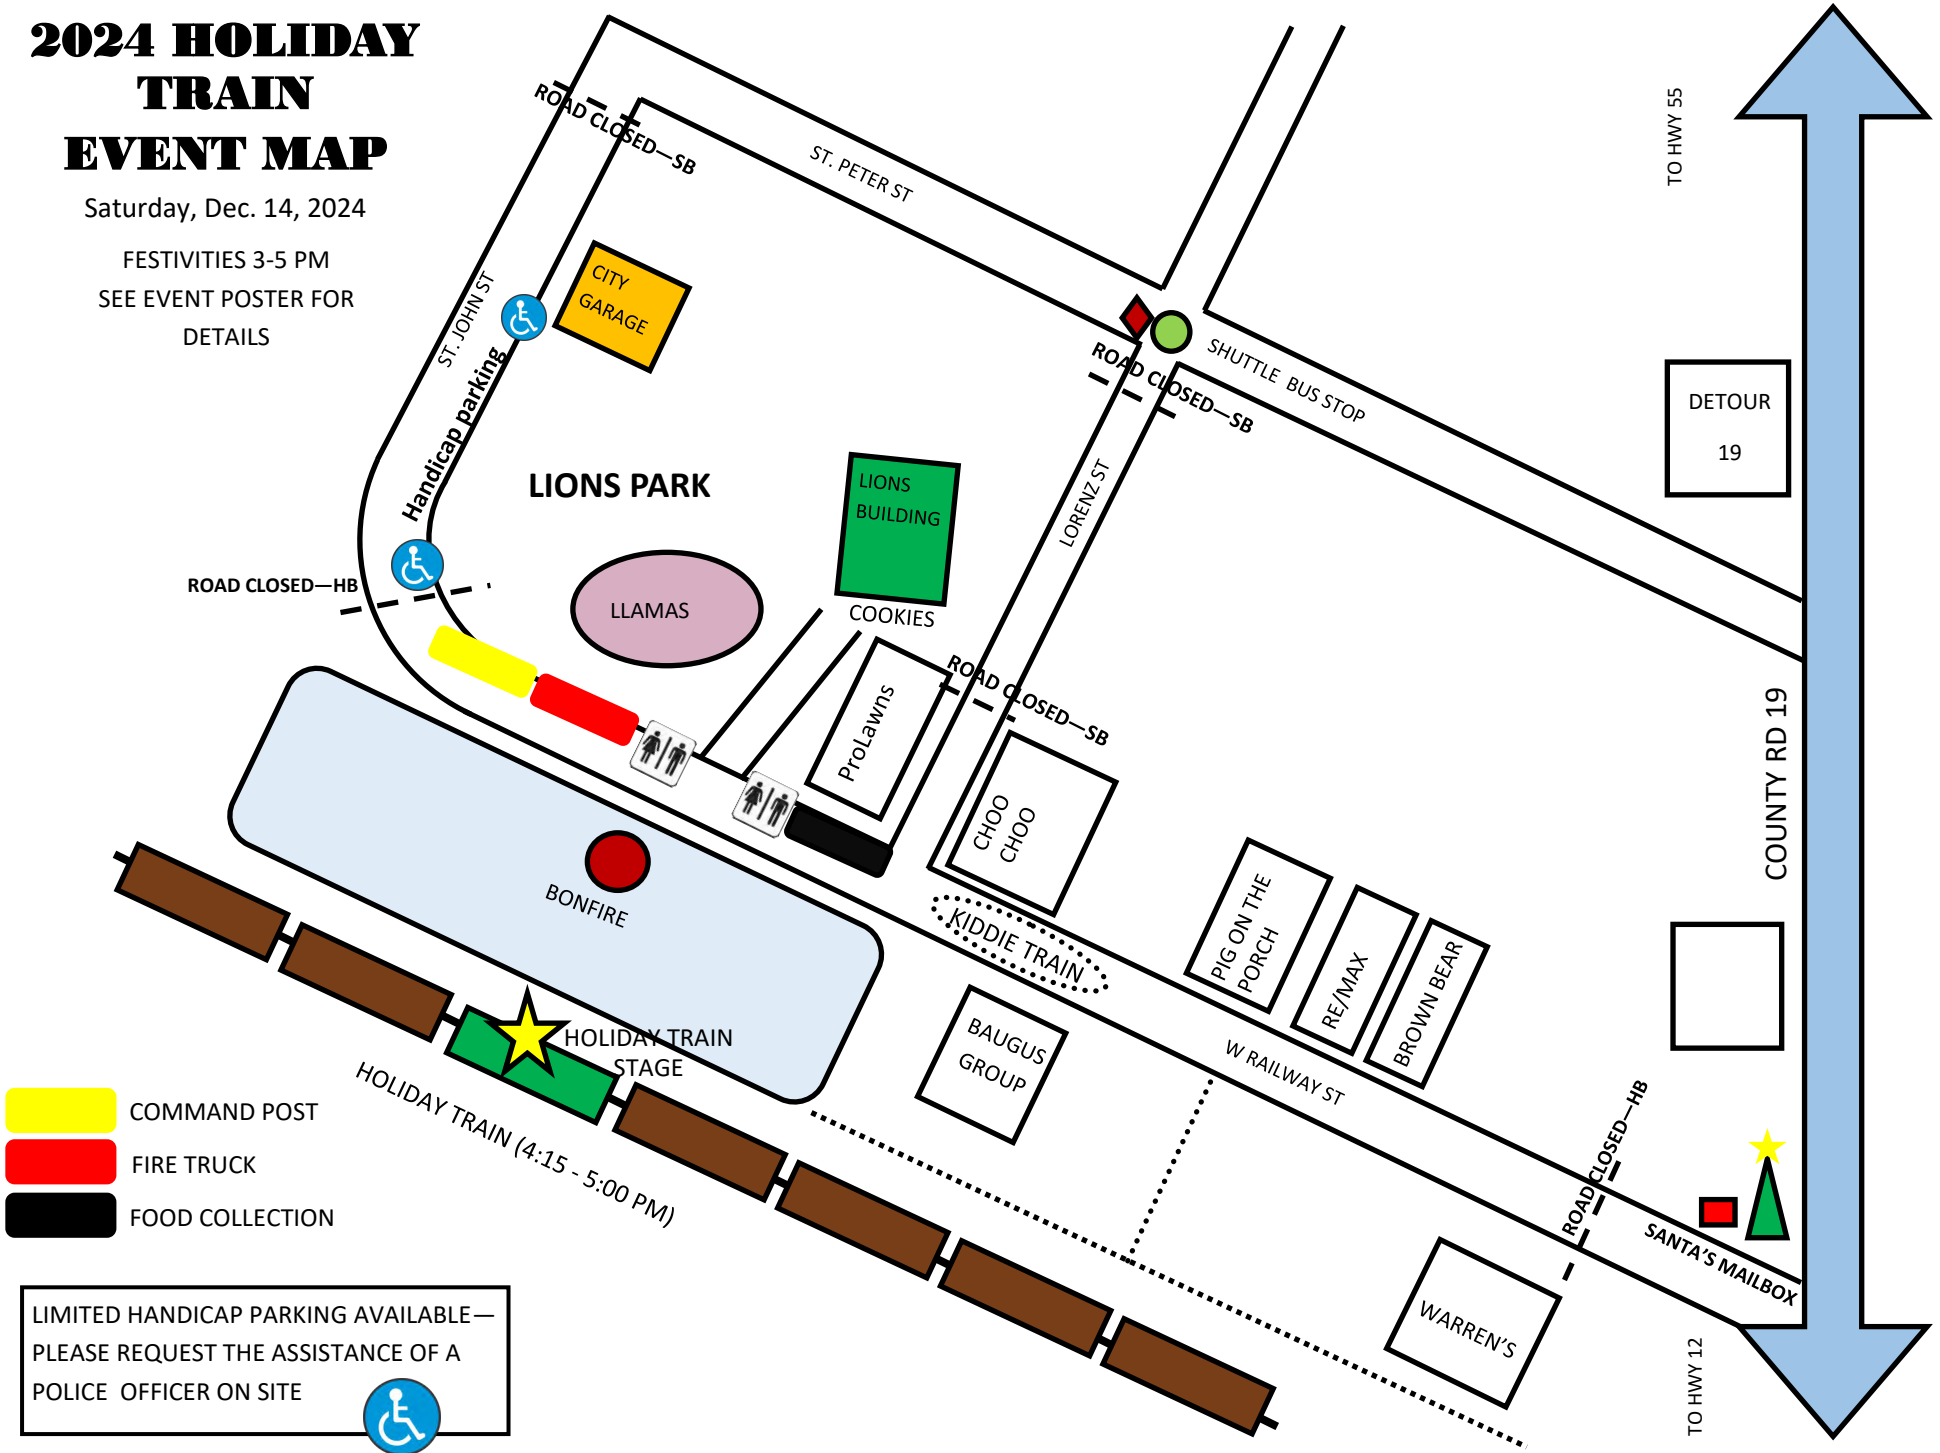 2024 HOLIDAY
TRAIN
EVENT MAP
Saturday, Dec. 14, 2024
FESTIVITIES 3-5 PM
SEE EVENT POSTER FOR
DETAILS
ROAD CLOSED—SB
ST. PETER ST
TO HWY 55
CITY
GARAGE
ST. JOHN ST
Handicap parking
SHUTTLE BUS STOP
ROAD CLOSED—SB
DETOUR
19
LIONS PARK
LIONS
BUILDING
LORENZ ST
ROAD CLOSED—HB
LLAMAS
COOKIES
ROAD CLOSED—SB
ProLawns
COUNTY RD 19
CHOO
CHOO
BONFIRE
KIDDIE TRAIN
PIG ON THE
PORCH
RE/MAX
BROWN BEAR
BAUGUS
GROUP
W RAILWAY ST
HOLIDAY TRAIN
STAGE
HOLIDAY TRAIN (4:15 - 5:00 PM)
ROAD CLOSED—HB
SANTA'S MAILBOX
WARREN'S
TO HWY 12
COMMAND POST
FIRE TRUCK
FOOD COLLECTION
LIMITED HANDICAP PARKING AVAILABLE—
PLEASE REQUEST THE ASSISTANCE OF A
POLICE  OFFICER ON SITE